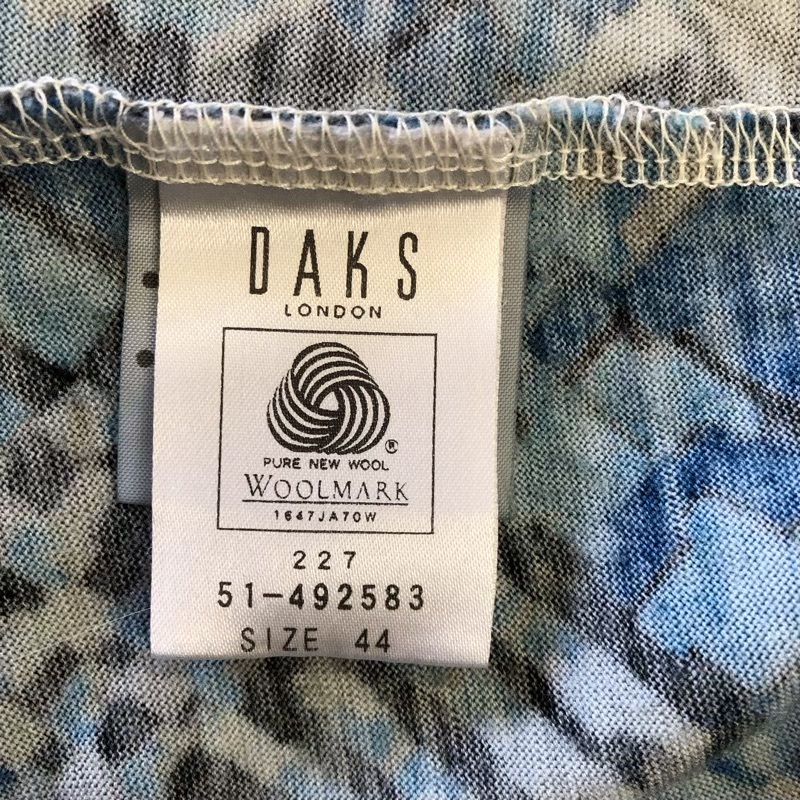 DAKS
LONDON
®
PURE NEW WOOL
WOOLMARK
1647JA70W
227
51-492583
SIZE 44